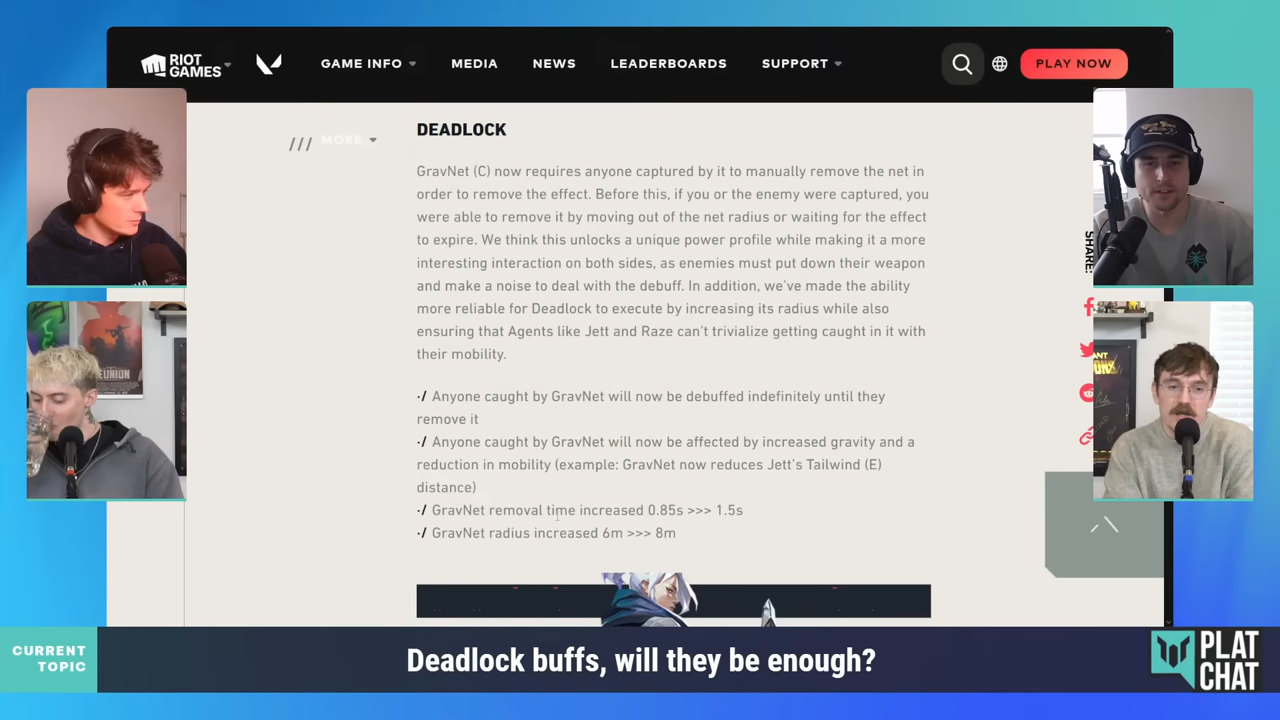 RIOT GAMES
GAME INFO
MEDIA
NEWS
LEADERBOARDS
SUPPORT
PLAY NOW
/// MORE
DEADLOCK
GravNet (C) now requires anyone captured by it to manually remove the net in
order to remove the effect. Before this, if you or the enemy were captured, you
were able to remove it by moving out of the net radius or waiting for the effect
to expire. We think this unlocks a unique power profile while making it a more
interesting interaction on both sides, as enemies must put down their weapon
and make a noise to deal with the debuff. In addition, we've made the ability
more reliable for Deadlock to execute by increasing its radius while also
ensuring that Agents like Jett and Raze can't trivialize getting caught in it with
their mobility.
·/ Anyone caught by GravNet will now be debuffed indefinitely until they
remove it
·/ Anyone caught by GravNet will now be affected by increased gravity and a
reduction in mobility (example: GravNet now reduces Jett's Tailwind (E)
distance)
·/ GravNet removal time increased 0.85s >>> 1.5s
·/ GravNet radius increased 6m >>> 8m
SHARE:
EUNION
CURRENT
TOPIC
Deadlock buffs, will they be enough?
PLAT
CHAT